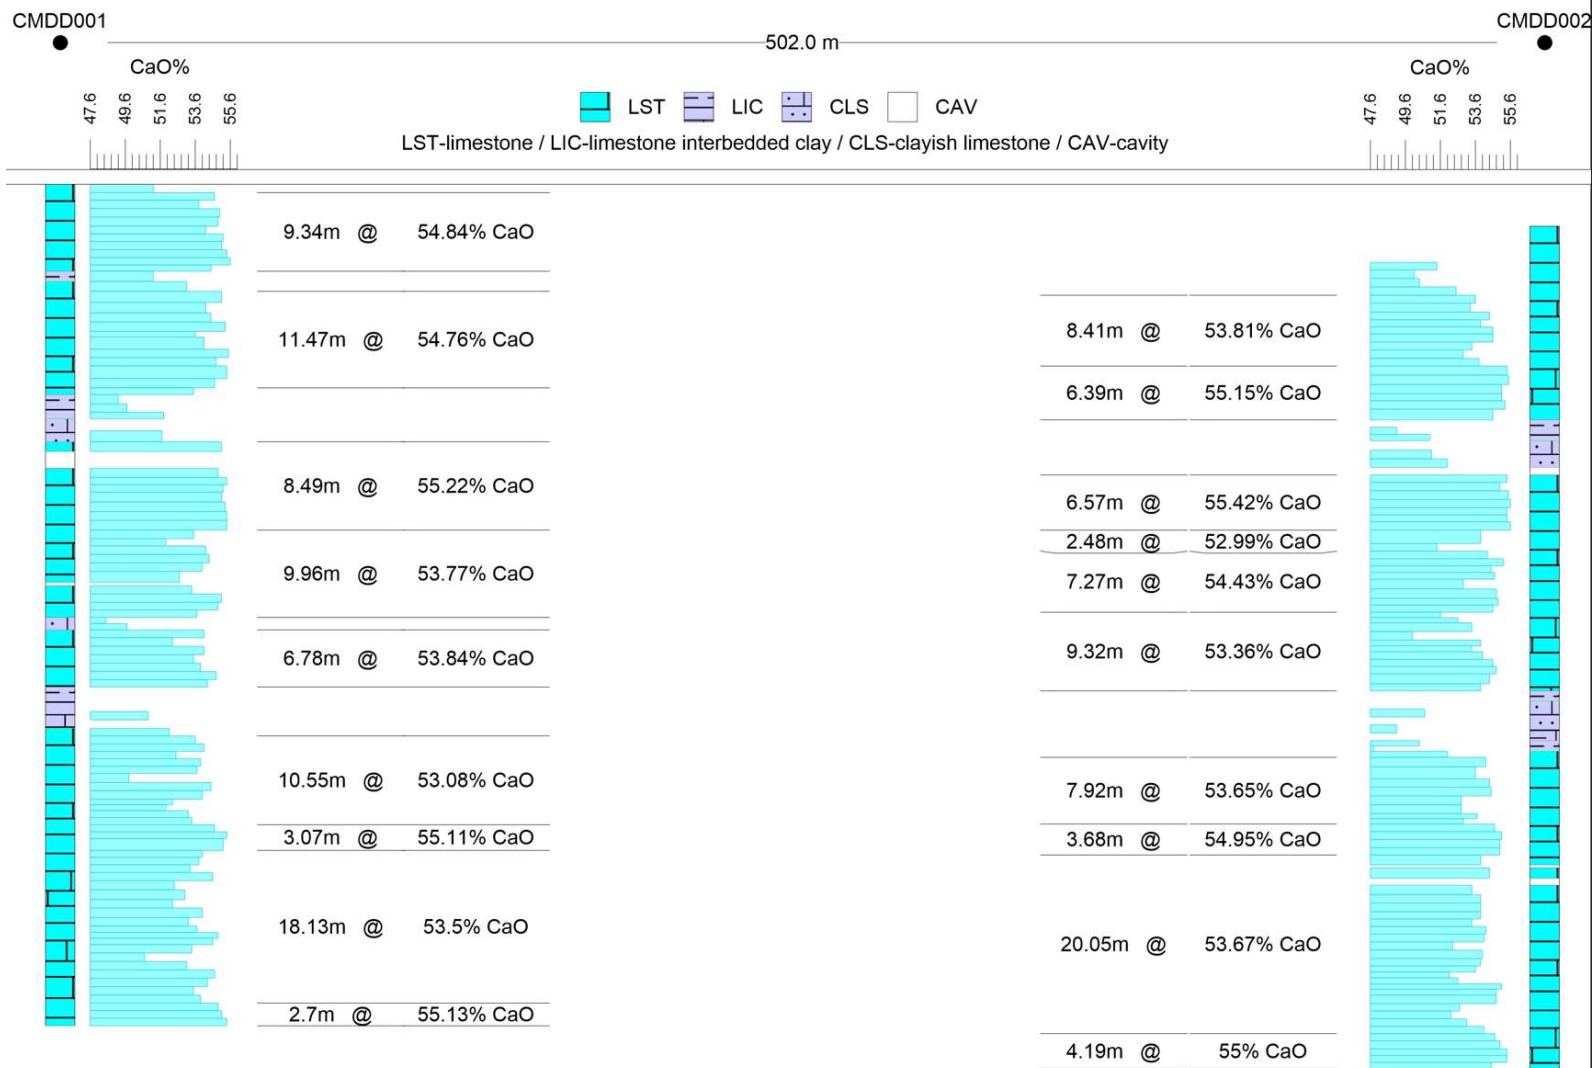 CMDD001
CMDD002
502.0 m
CaO%
CaO%
47.6 49.6 51.6 53.6 55.6
47.6 49.6 51.6 53.6 55.6
LST LIC CLS CAV
LST-limestone / LIC-limestone interbedded clay / CLS-clayish limestone / CAV-cavity
9.34m @ 54.84% CaO
11.47m @ 54.76% CaO
8.49m @ 55.22% CaO
9.96m @ 53.77% CaO
6.78m @ 53.84% CaO
10.55m @ 53.08% CaO
3.07m @ 55.11% CaO
18.13m @ 53.5% CaO
2.7m @ 55.13% CaO
8.41m @ 53.81% CaO
6.39m @ 55.15% CaO
6.57m @ 55.42% CaO
2.48m @ 52.99% CaO
7.27m @ 54.43% CaO
9.32m @ 53.36% CaO
7.92m @ 53.65% CaO
3.68m @ 54.95% CaO
20.05m @ 53.67% CaO
4.19m @ 55% CaO